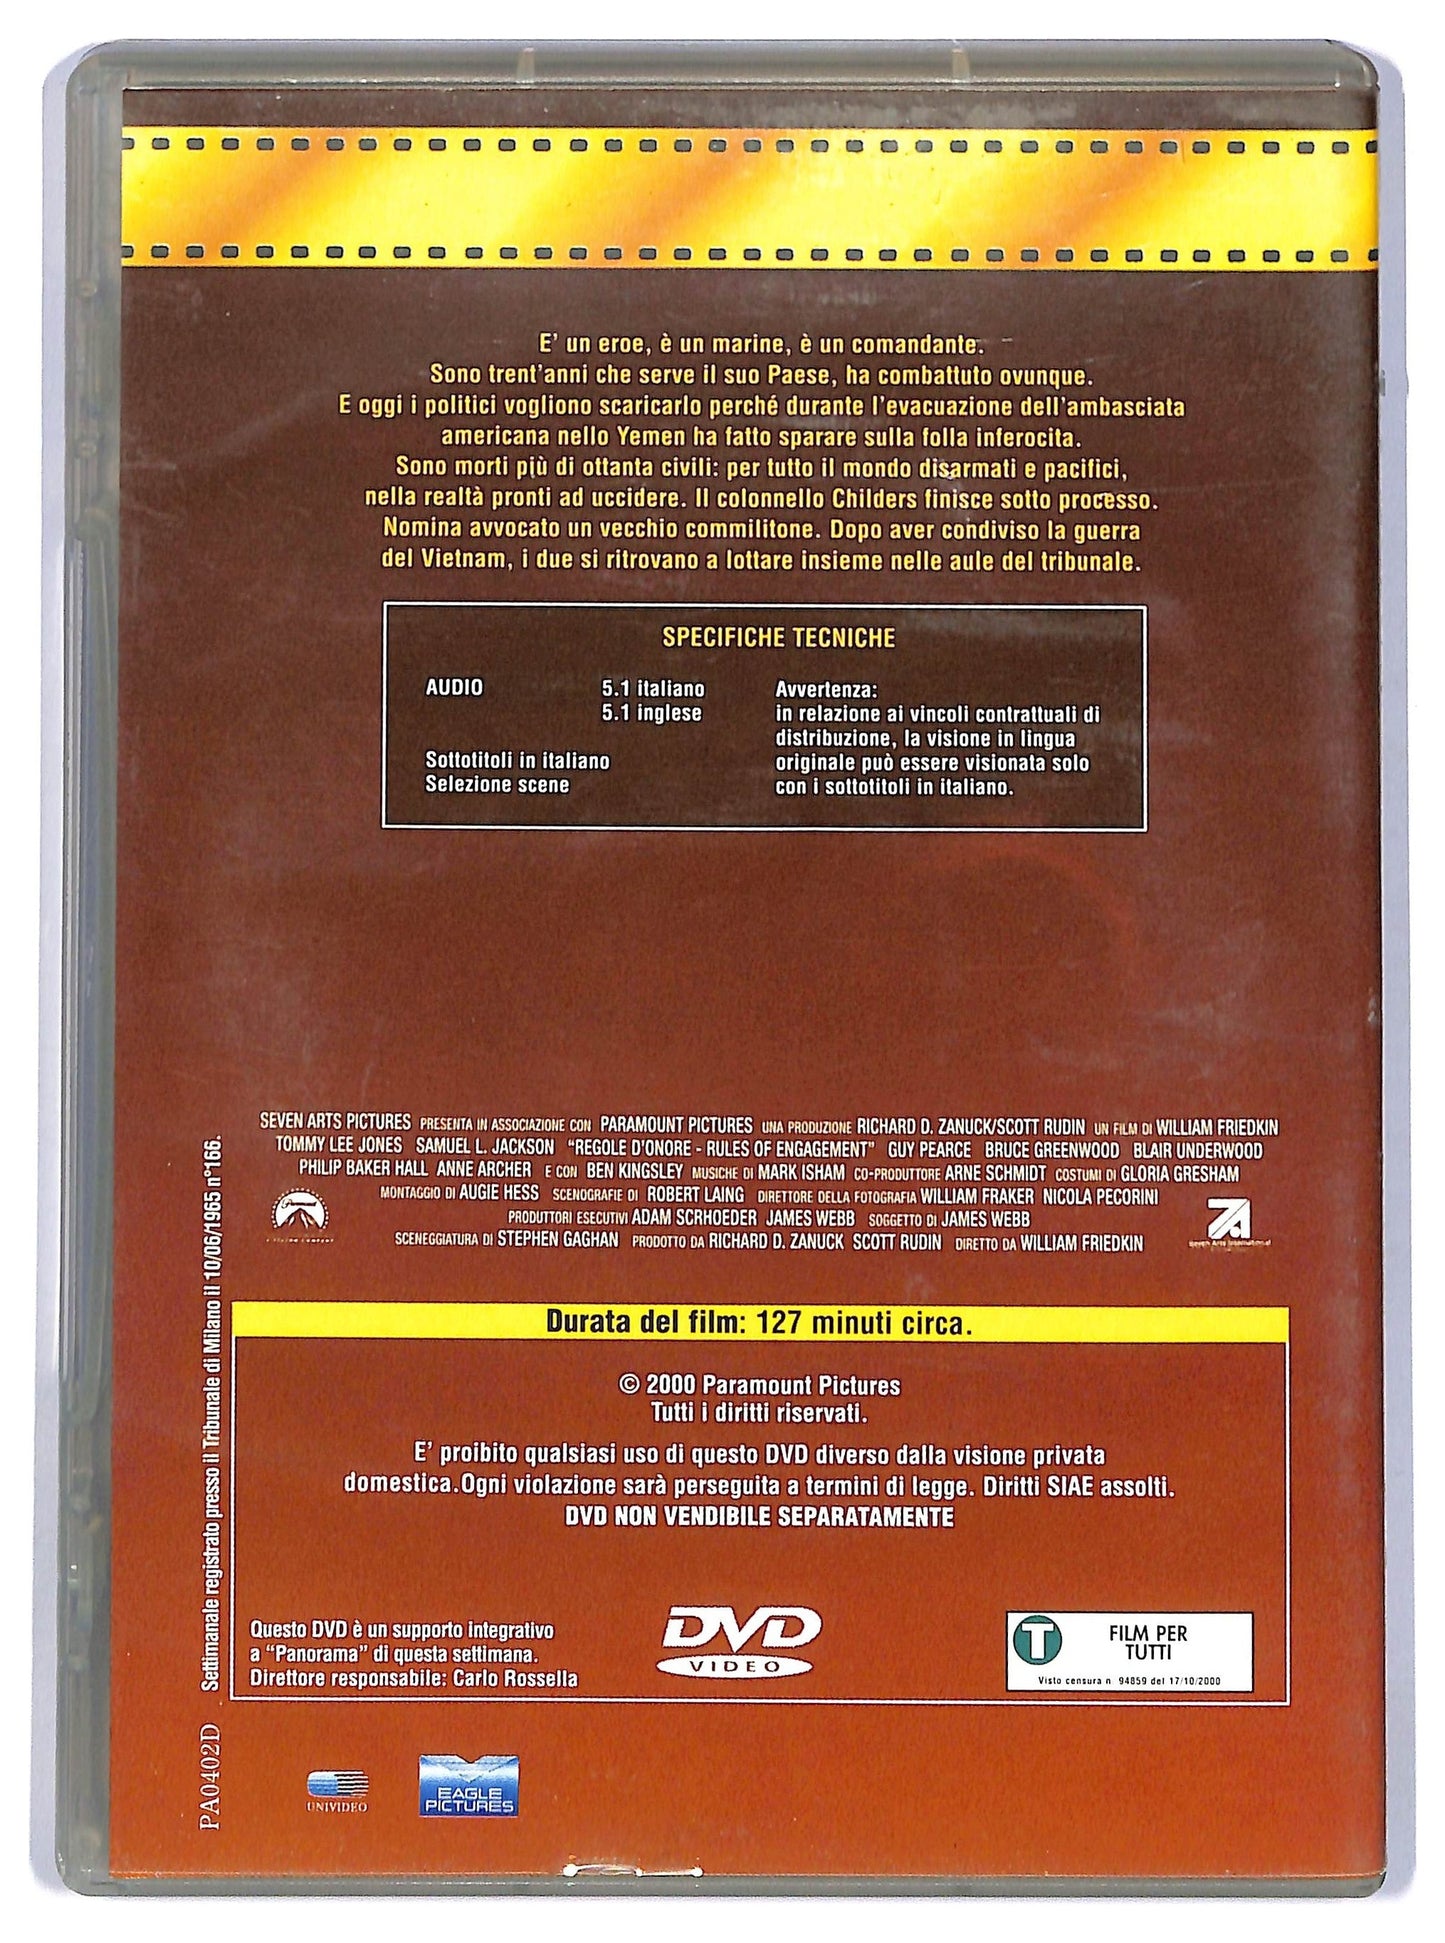 E' un eroe, è un marine, è un comandante.
Sono trent'anni che serve il suo Paese, ha combattuto ovunque.
E oggi i politici vogliono scaricarlo perché durante l'evacuazione dell'ambasciata
americana nello Yemen ha fatto sparare sulla folla inferocita.
Sono morti più di ottanta civili: per tutto il mondo disarmati e pacifici,
nella realtà pronti ad uccidere. Il colonnello Childers finisce sotto processo.
Nomina avvocato un vecchio commilitone. Dopo aver condiviso la guerra
del Vietnam, i due si ritrovano a lottare insieme nelle aule del tribunale.
SPECIFICHE TECNICHE
AUDIO 5.1 italiano
5.1 inglese
Sottotitoli in italiano
Selezione scene
Avvertenza:
in relazione ai vincoli contrattuali di
distribuzione, la visione in lingua
originale può essere visionata solo
con i sottotitoli in italiano.
SEVEN ARTS PICTURES PRESENTA IN ASSOCIAZIONE CON PARAMOUNT PICTURES UNA PRODUZIONE RICHARD D. ZANUCK/SCOTT RUDIN UN FILM DI WILLIAM FRIEDKIN
TOMMY LEE JONES SAMUEL L. JACKSON "REGOLE D'ONORE - RULES OF ENGAGEMENT" GUY PEARCE BRUCE GREENWOOD BLAIR UNDERWOOD
PHILIP BAKER HALL ANNE ARCHER E CON BEN KINGSLEY MUSICHE DI MARK ISHAM CO-PRODUTTORE ARNE SCHMIDT COSTUMI DI GLORIA GRESHAM
MONTAGGIO DI AUGIE HESS SCENOGRAFIE DI ROBERT LAING DIRETTORE DELLA FOTOGRAFIA WILLIAM FRAKER NICOLA PECORINI
PRODUTTORI ESECUTIVI ADAM SCRHOEDER JAMES WEBB SOGGETTO DI JAMES WEBB
SCENEGGIATURA DI STEPHEN GAGHAN PRODOTTO DA RICHARD D. ZANUCK SCOTT RUDIN DIRETTO DA WILLIAM FRIEDKIN
Paramount
Seven Arts International
Durata del film: 127 minuti circa.
© 2000 Paramount Pictures
Tutti i diritti riservati.
E' proibito qualsiasi uso di questo DVD diverso dalla visione privata
domestica.Ogni violazione sarà perseguita a termini di legge. Diritti SIAE assolti.
DVD NON VENDIBILE SEPARATAMENTE
Questo DVD è un supporto integrativo
a "Panorama" di questa settimana.
Direttore responsabile: Carlo Rossella
DVD
VIDEO
T
FILM PER
TUTTI
Visto censura n 94859 del 17/10/2000
Settimanale registrato presso il Tribunale di Milano il 10/06/1965 n°166.
PA0402D
UNIVIDEO
EAGLE
PICTURES